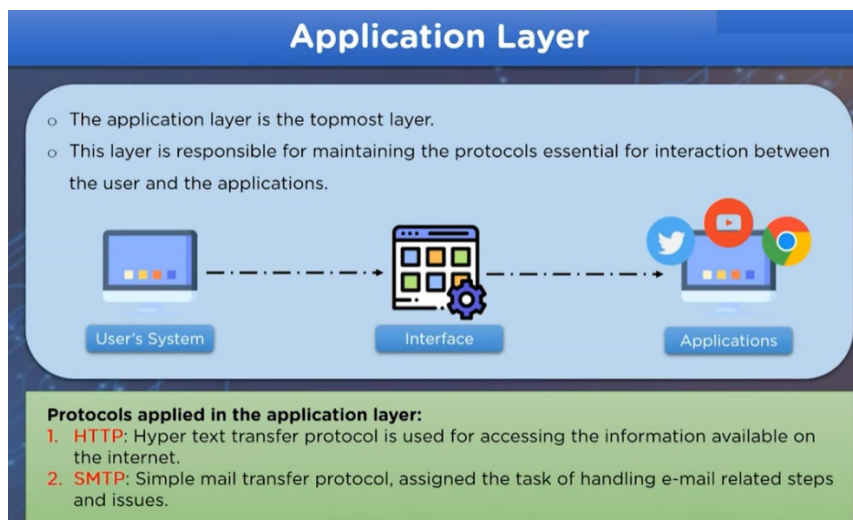 Application Layer
o The application layer is the topmost layer.
o This layer is responsible for maintaining the protocols essential for interaction between
the user and the applications.
User's System
Interface
Applications
Protocols applied in the application layer:
1. HTTP: Hyper text transfer protocol is used for accessing the information available on
the internet.
2. SMTP: Simple mail transfer protocol, assigned the task of handling e-mail related steps
and issues.